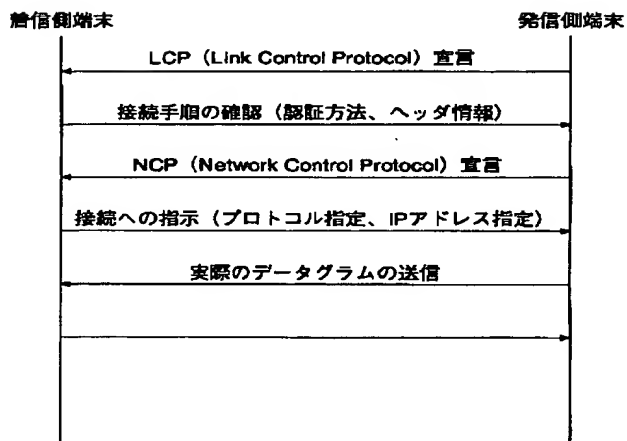 着信側端末
発信側端末
LCP（Link Control Protocol）宣言
接続手順の確認（認証方法、ヘッダ情報）
NCP（Network Control Protocol）宣言
接続への指示（プロトコル指定、IPアドレス指定）
実際のデータグラムの送信